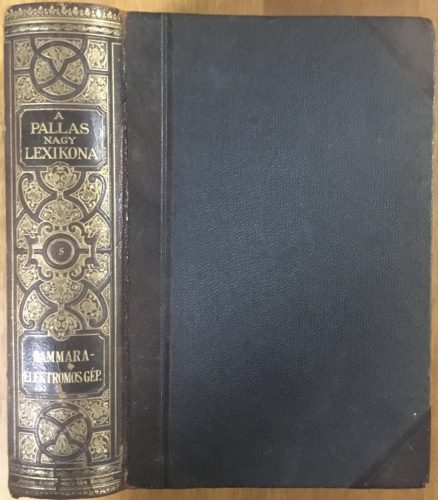 A
PALLAS
NAGY
LEXIKONA
5
DAMMARA-
ELEKTROMOS GÉP.